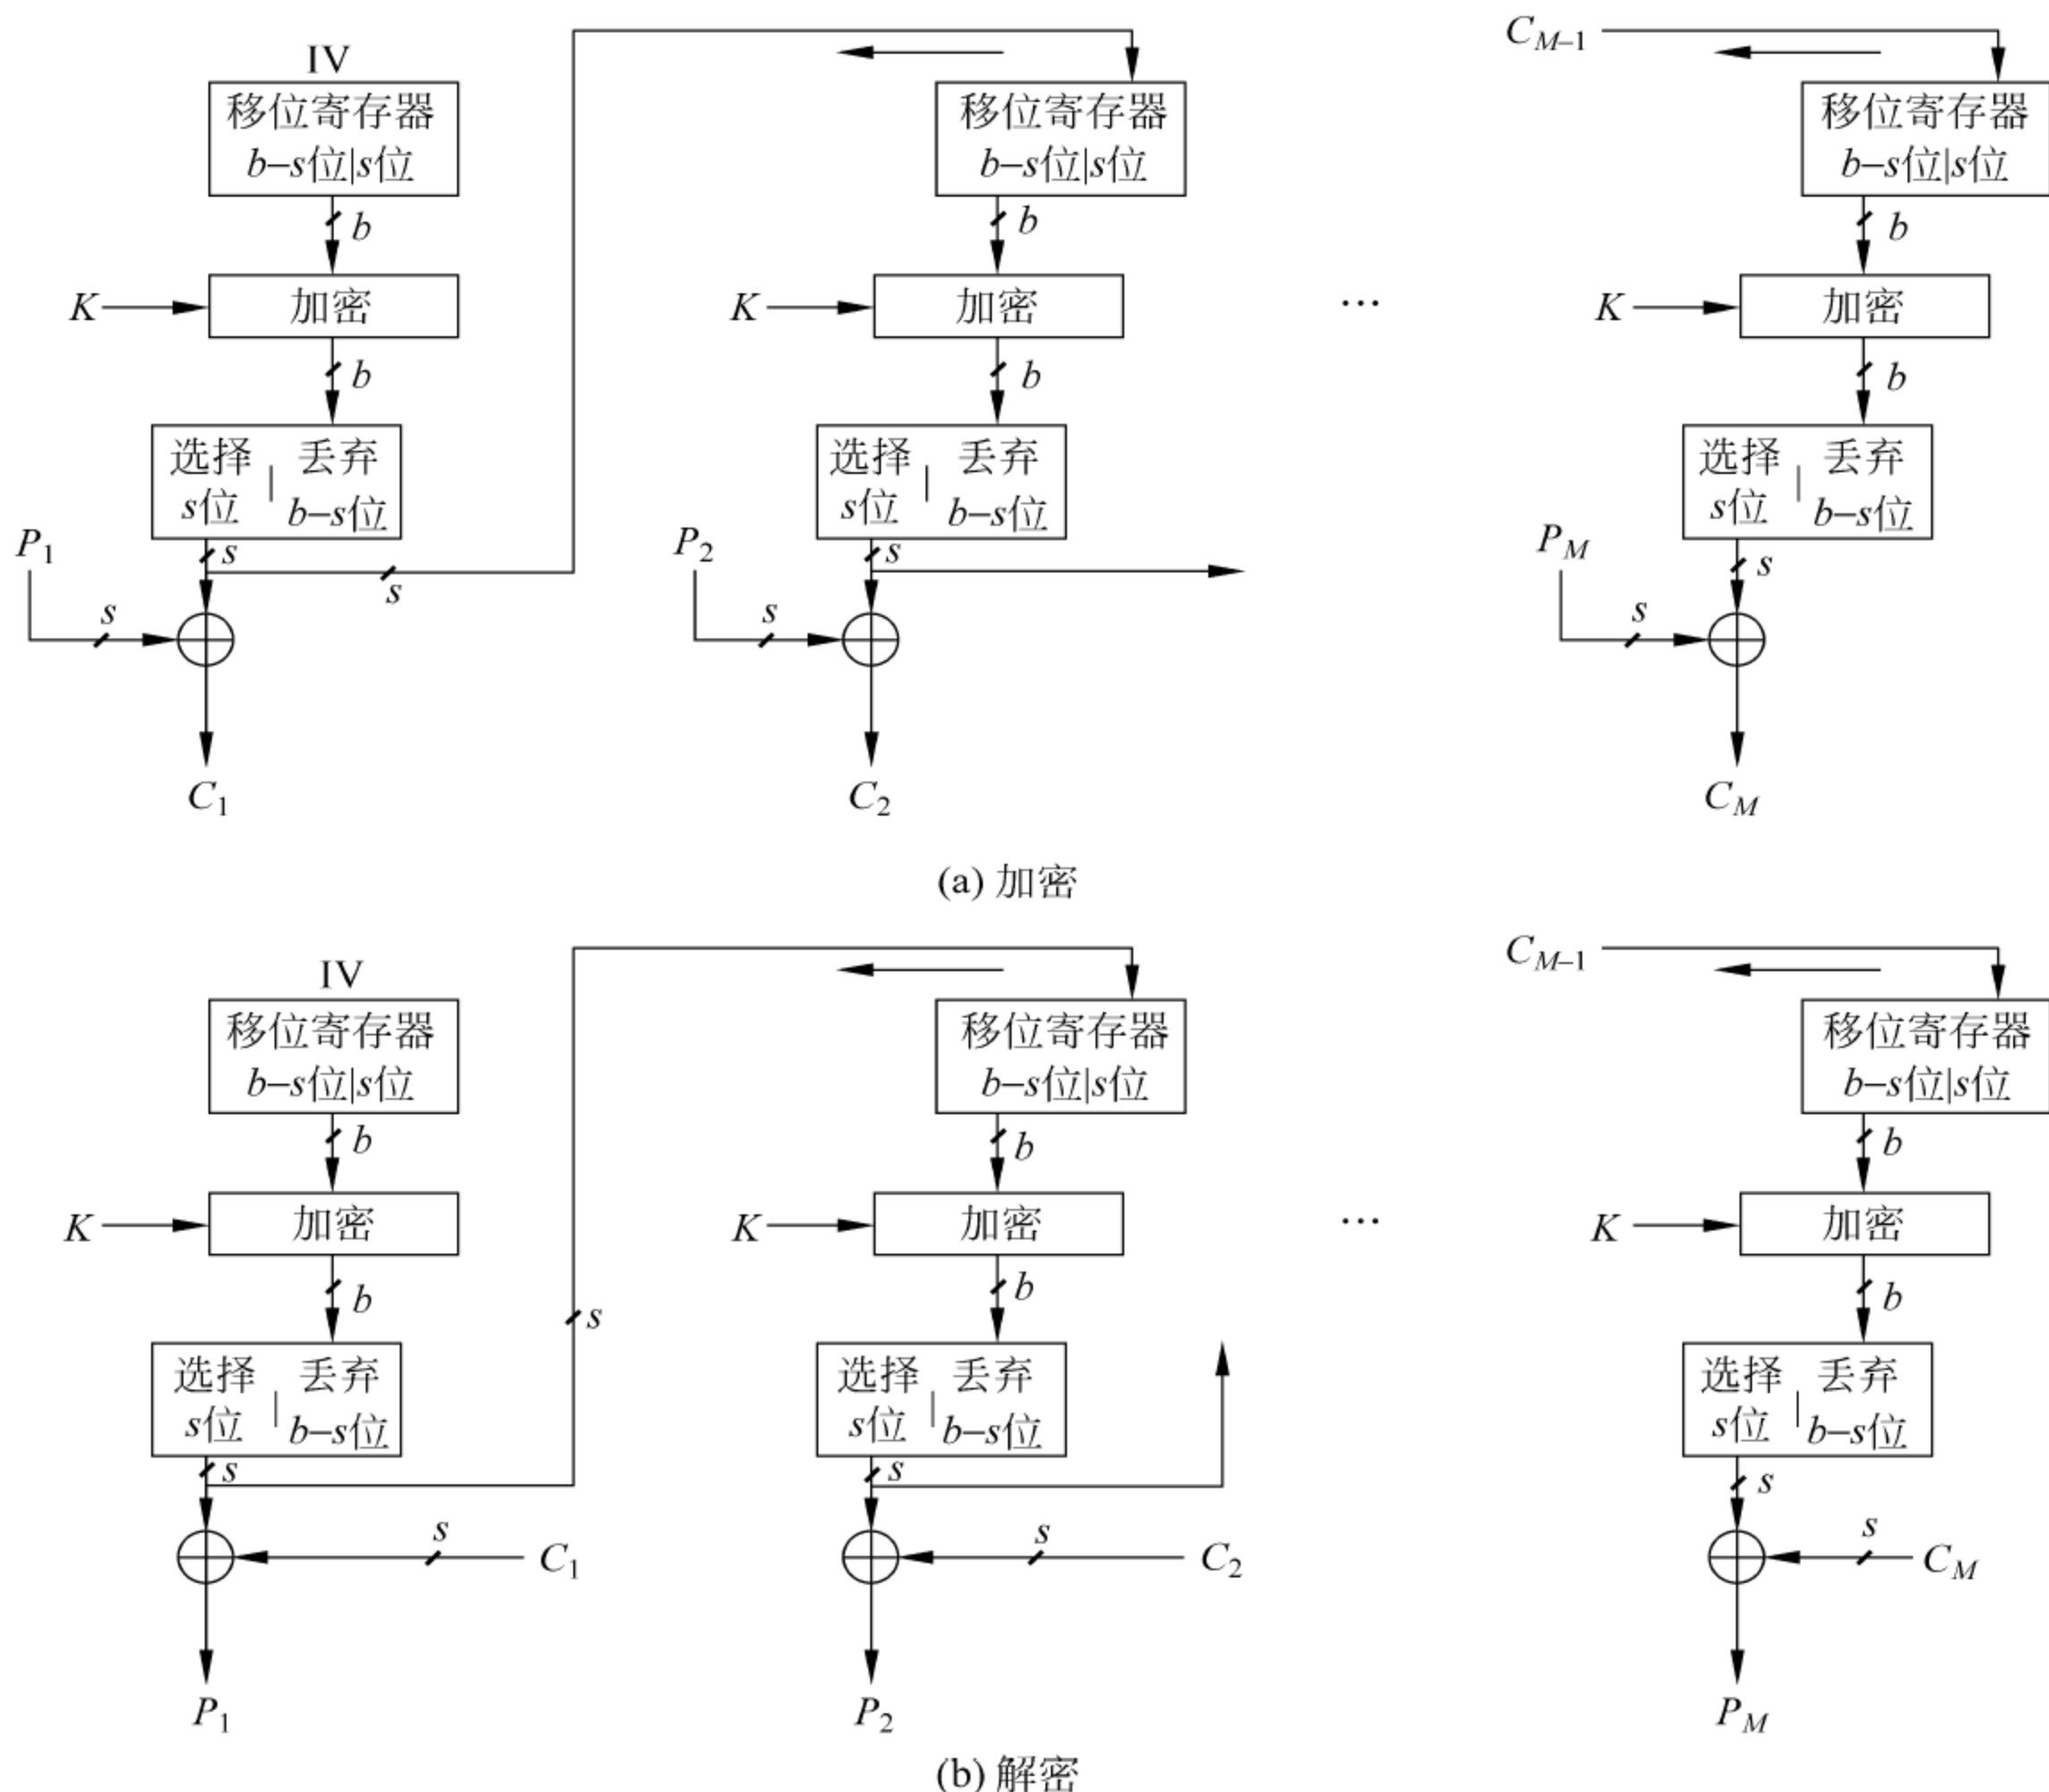 IV
C_{M–1}
移位寄存器
b–s位|s位
移位寄存器
b–s位|s位
移位寄存器
b–s位|s位
b
b
b
K
加密
K
加密
…
K
加密
b
b
b
选择 | 丢弃
s位 b–s位
选择 | 丢弃
s位 b–s位
选择 | 丢弃
s位 b–s位
P₁
s
s
s
P₂
s
s
P_M
s
s
C₁
C₂
C_M
(a) 加密
IV
C_{M–1}
移位寄存器
b–s位|s位
移位寄存器
b–s位|s位
移位寄存器
b–s位|s位
b
b
b
K
加密
K
加密
…
K
加密
b
b
b
s
选择 | 丢弃
s位 b–s位
选择 | 丢弃
s位 b–s位
选择 | 丢弃
s位 b–s位
s
s
s
s
C₁
s
C₂
s
C_M
P₁
P₂
P_M
(b) 解密